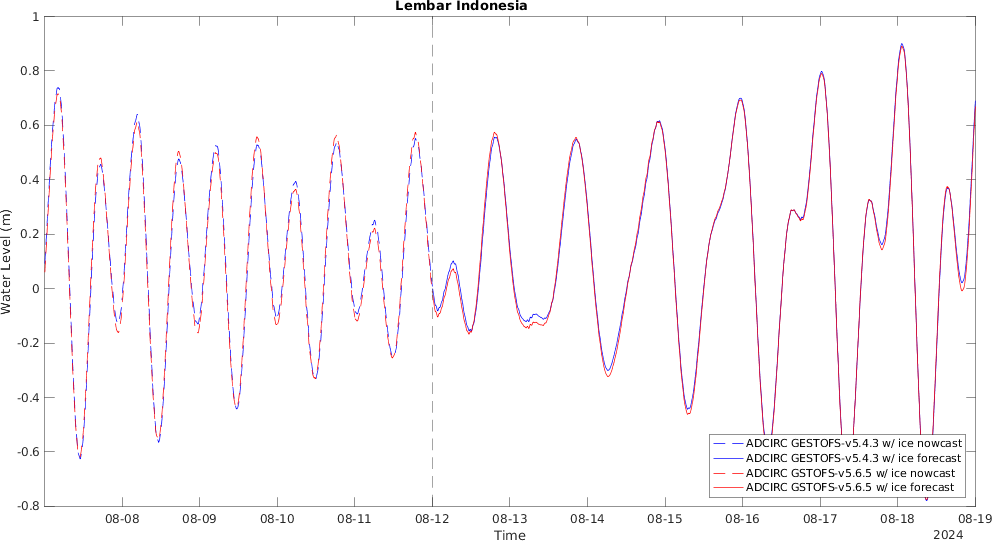 Lembar Indonesia
1
0.8
0.6
0.4
0.2
0
-0.2
-0.4
-0.6
-0.8
Water Level (m)
ADCIRC GESTOFS-v5.4.3 w/ ice nowcast
ADCIRC GESTOFS-v5.4.3 w/ ice forecast
ADCIRC GSTOFS-v5.6.5 w/ ice nowcast
ADCIRC GSTOFS-v5.6.5 w/ ice forecast
08-08 08-09 08-10 08-11 08-12 08-13 08-14 08-15 08-16 08-17 08-18 08-19
Time
2024